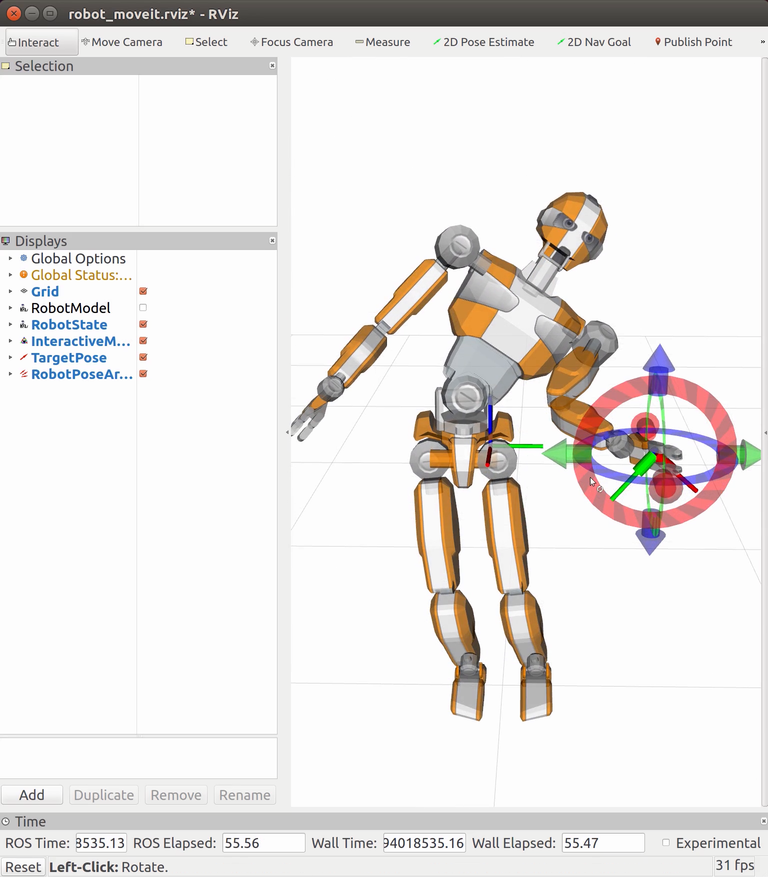 robot_moveit.rviz* - RViz
Interact Move Camera Select Focus Camera Measure 2D Pose Estimate 2D Nav Goal Publish Point »
Selection
Displays
Global Options
Global Status:...
Grid
RobotModel
RobotState
InteractiveM...
TargetPose
RobotPoseAr...
Add Duplicate Remove Rename
Time
ROS Time: 8535.13 ROS Elapsed: 55.56 Wall Time: 94018535.16 Wall Elapsed: 55.47 Experimental
Reset Left-Click: Rotate. 31 fps